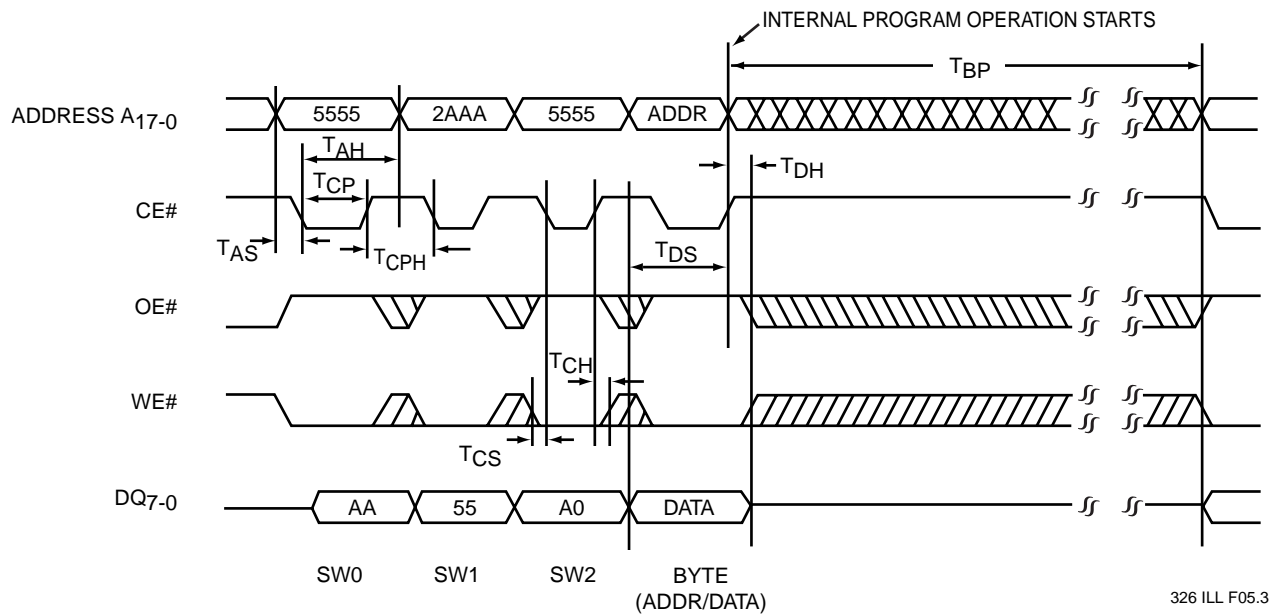 INTERNAL PROGRAM OPERATION STARTS
TBP
ADDRESS A17-0
5555
2AAA
5555
ADDR
TAH
TDH
TCP
CE#
TAS
TCPH
TDS
OE#
TCH
WE#
TCS
DQ7-0
AA
55
A0
DATA
SW0
SW1
SW2
BYTE
(ADDR/DATA)
326 ILL F05.3